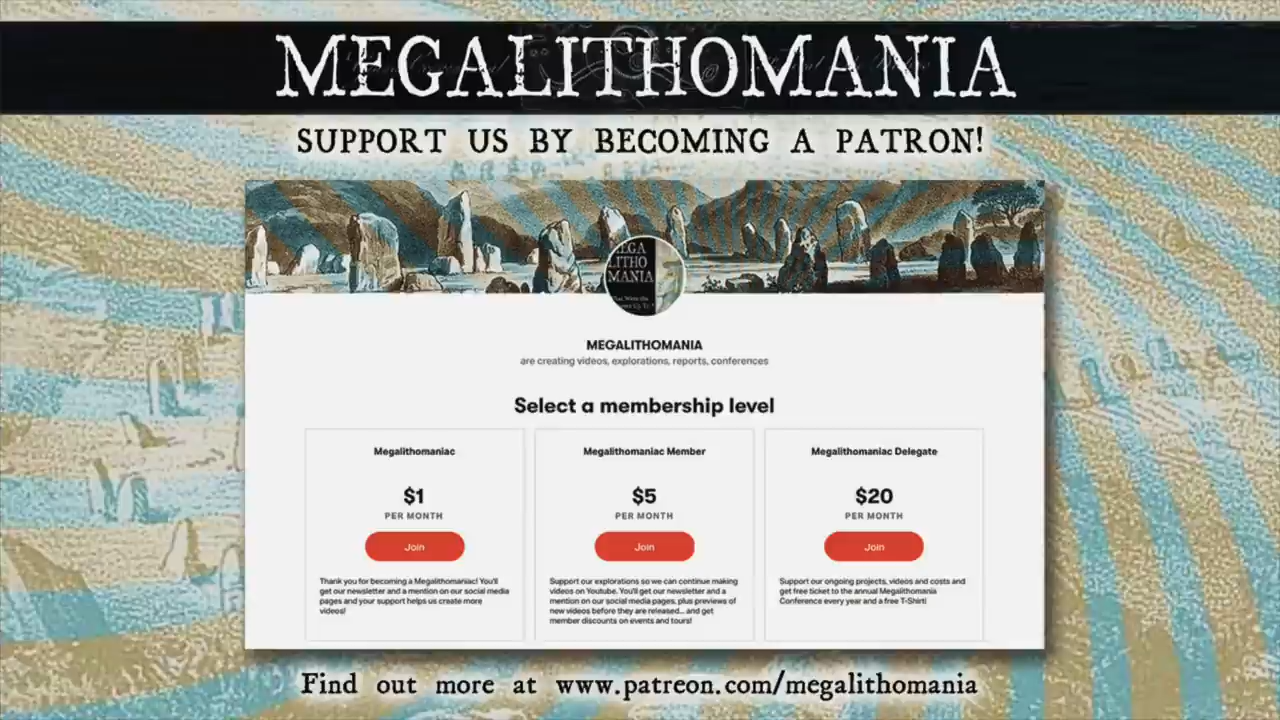 MEGALITHOMANIA
SUPPORT US BY BECOMING A PATRON!
MEGA
LITHO
MANIA
MEGALITHOMANIA
are creating videos, explorations, reports, conferences
Select a membership level
Megalithomaniac
$1
PER MONTH
Join
Thank you for becoming a Megalithomaniac! You'll
get our newsletter and a mention on our social media
pages and your support helps us create more
videos!
Megalithomaniac Member
$5
PER MONTH
Join
Support our explorations so we can continue making
videos on Youtube. You'll get our newsletter and a
mention on our social media pages, plus previews of
new videos before they are released... and get
member discounts on events and tours!
Megalithomaniac Delegate
$20
PER MONTH
Join
Support our ongoing projects, videos and costs and
get free ticket to the annual Megalithomania
Conference every year and a free T-Shirt!
Find out more at www.patreon.com/megalithomania